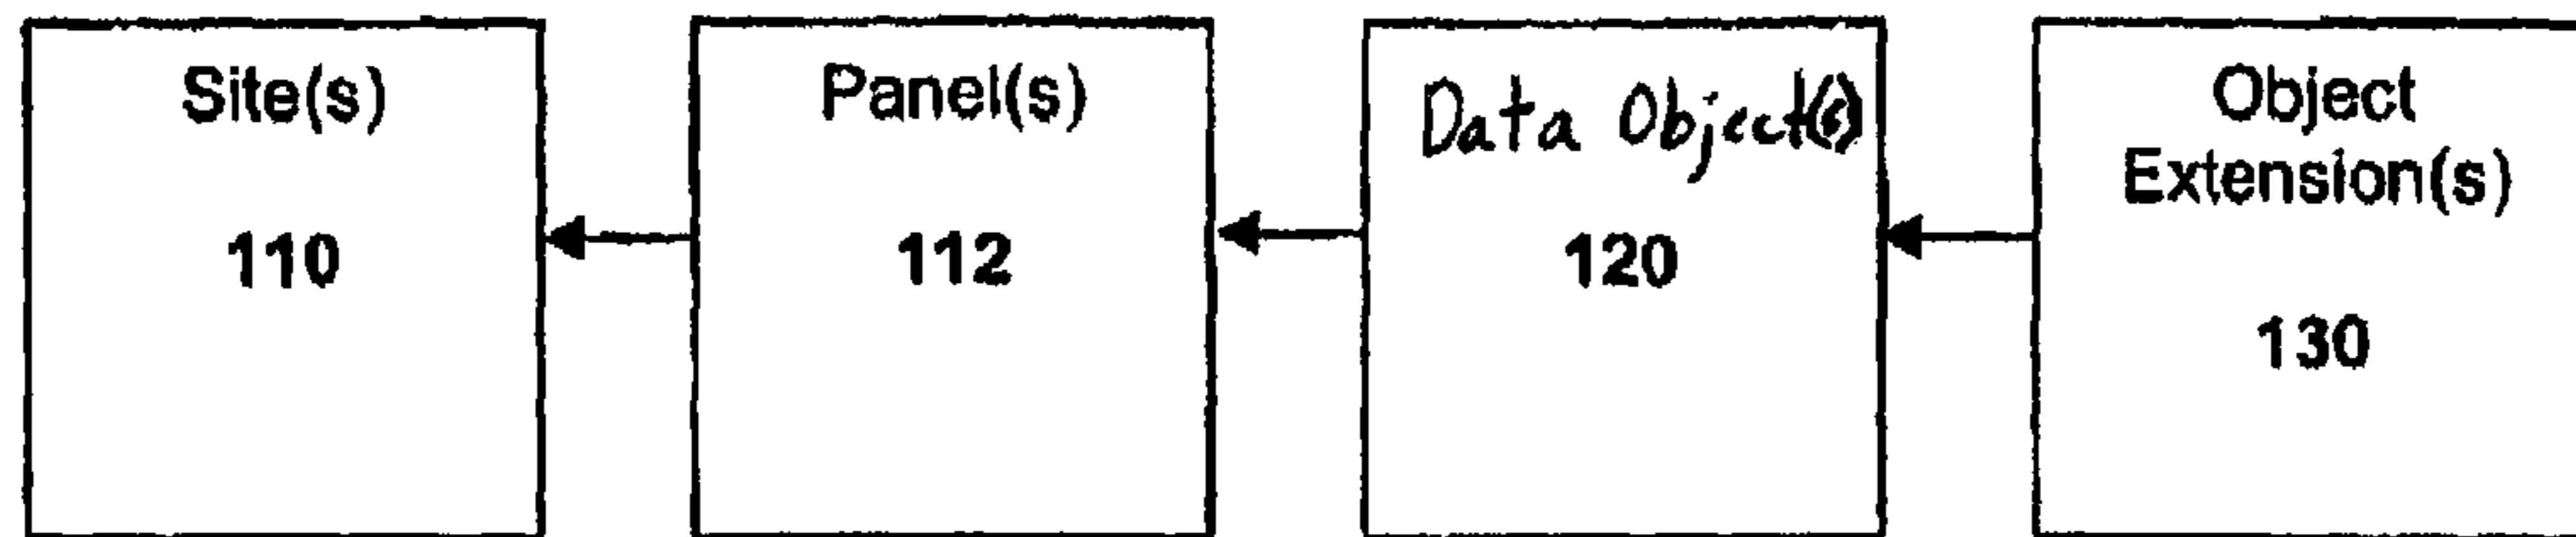 Site(s)
110
Panel(s)
112
Data Object(s)
120
Object
Extension(s)
130